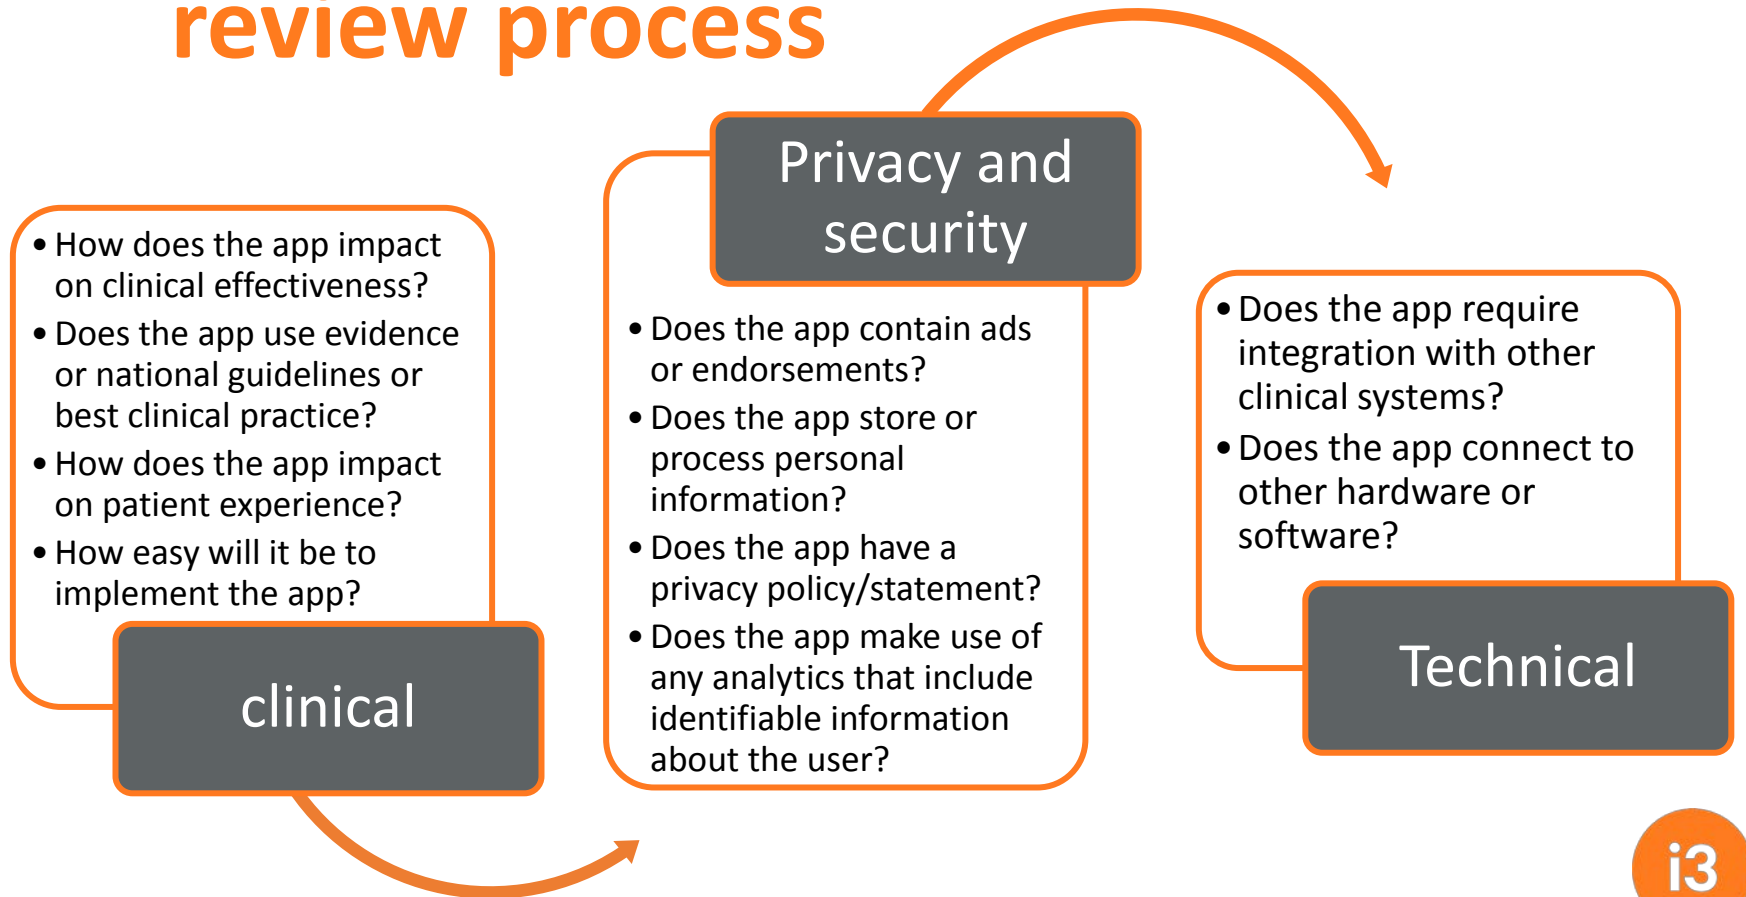 review process
• How does the app impact
on clinical effectiveness?
• Does the app use evidence
or national guidelines or
best clinical practice?
• How does the app impact
on patient experience?
• How easy will it be to
implement the app?
clinical
Privacy and
security
• Does the app contain ads
or endorsements?
• Does the app store or
process personal
information?
• Does the app have a
privacy policy/statement?
• Does the app make use of
any analytics that include
identifiable information
about the user?
• Does the app require
integration with other
clinical systems?
• Does the app connect to
other hardware or
software?
Technical
i3